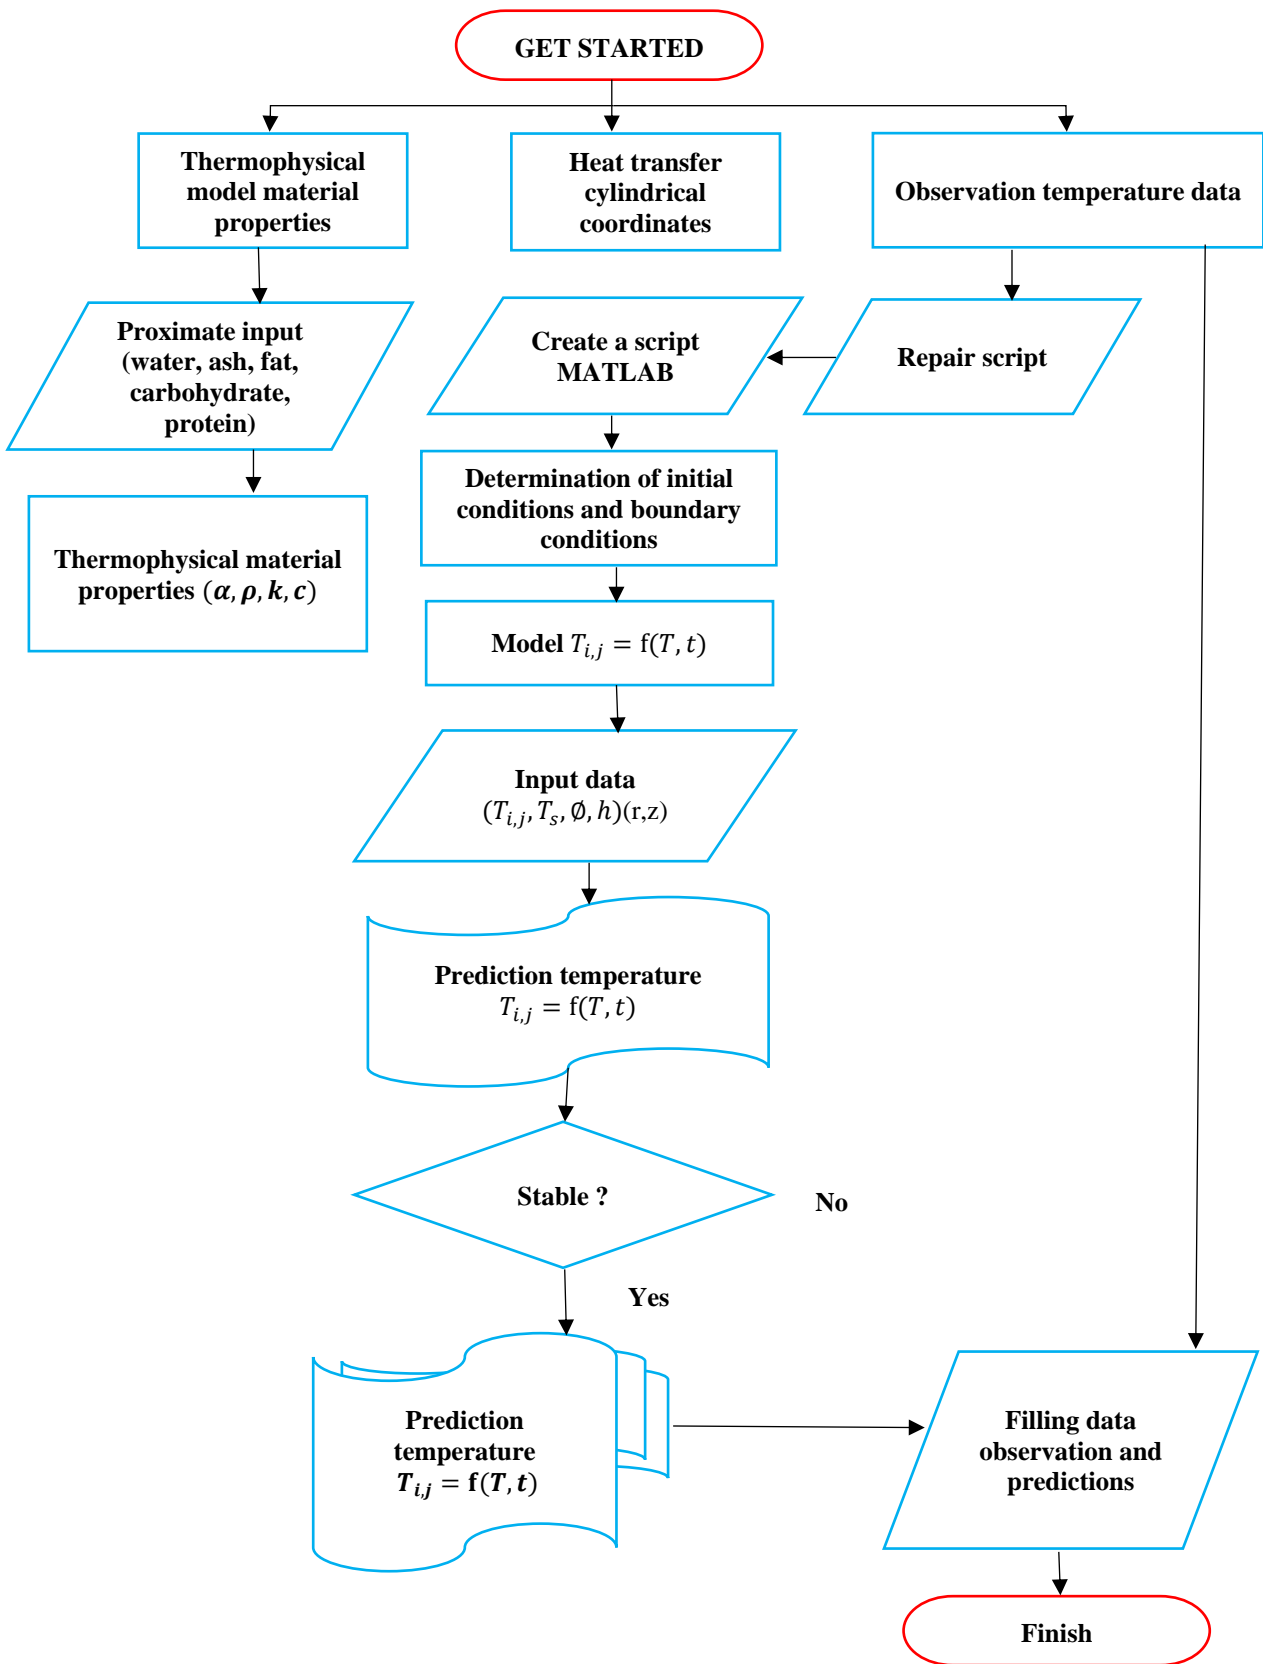 GET STARTED
Thermophysical
model material
properties
Heat transfer
cylindrical
coordinates
Observation temperature data
Proximate input
(water, ash, fat,
carbohydrate,
protein)
Create a script
MATLAB
Repair script
Thermophysical material
properties (α, ρ, k, c)
Determination of initial
conditions and boundary
conditions
Model T_{i,j} = f(T, t)
Input data
(T_{i,j}, T_s, ∅, h)(r,z)
Prediction temperature
T_{i,j} = f(T, t)
Stable ?
No
Yes
Prediction
temperature
T_{i,j} = f(T, t)
Filling data
observation and
predictions
Finish